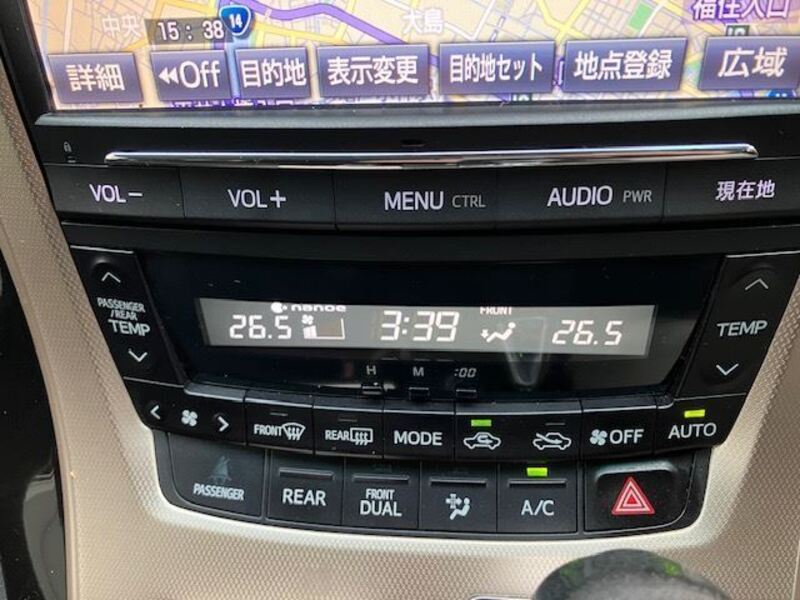 中央
14
大島
福住入口
15:38
詳細
◀◀Off
目的地
表示変更
目的地セット
地点登録
広域
VOL−
VOL+
MENU CTRL
AUDIO PWR
現在地
PASSENGER
/REAR
TEMP
nanoe
FRONT
26.5
3:39
26.5
TEMP
H
M
:00
FRONT
REAR
MODE
OFF
AUTO
PASSENGER
REAR
FRONT
DUAL
A/C